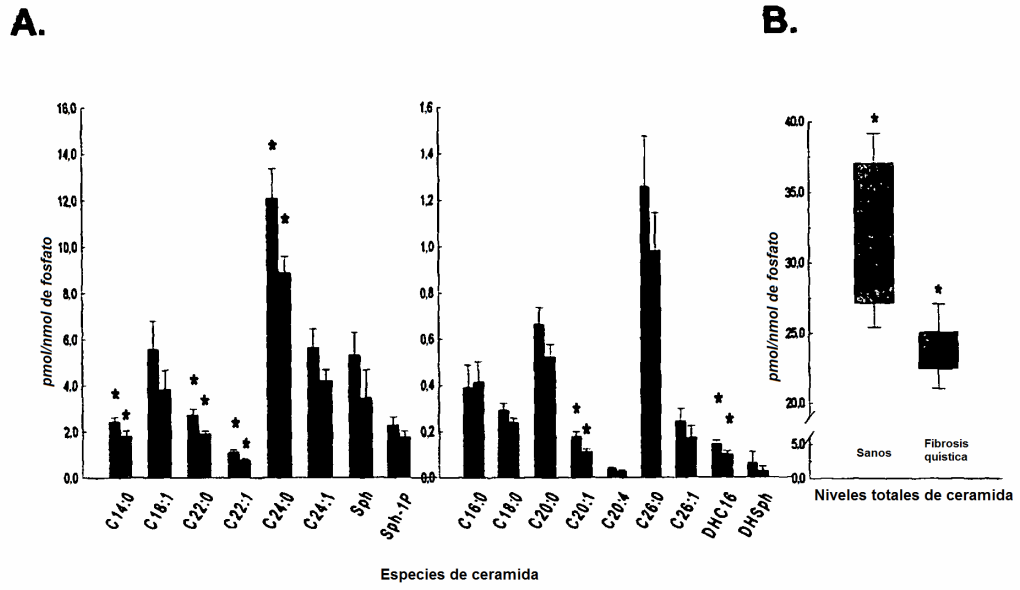 A.
B.
pmol/nmol de fosfato
16,0
14,0
12,0
10,0
8,0
6,0
4,0
2,0
0,0
C14:0
C18:1
C22:0
C22:1
C24:0
C24:1
Sph
Sph-1P
1,6
1,4
1,2
1,0
0,8
0,6
0,4
0,2
0,0
C16:0
C18:0
C20:0
C20:1
C20:4
C26:0
C26:1
DHC16
DHSph
Especies de ceramida
pmol/nmol de fosfato
40,0
35,0
30,0
25,0
20,0
5,0
0,0
Sanos
Fibrosis
quistica
Niveles totales de ceramida